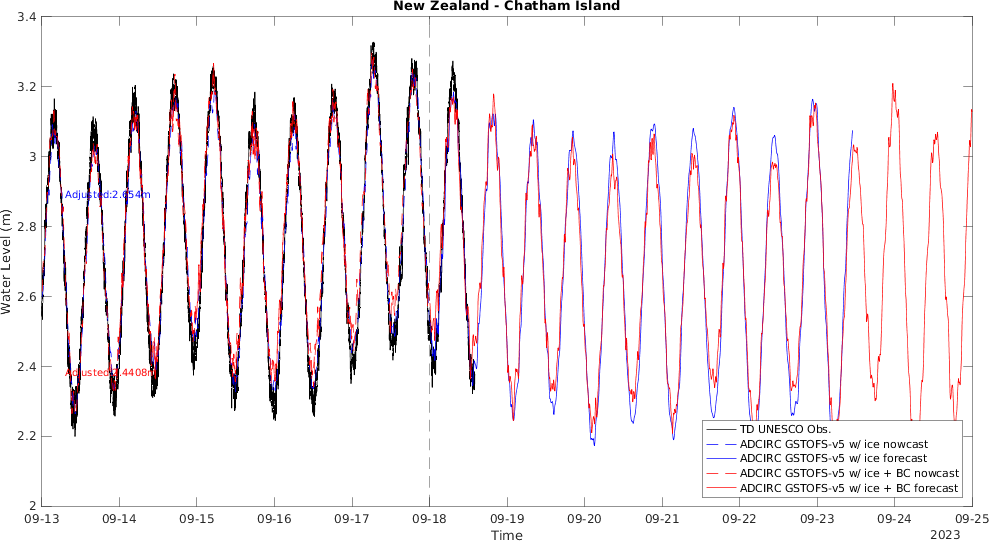 New Zealand - Chatham Island
Water Level (m)
3.4
3.2
3
2.8
2.6
2.4
2.2
2
Adjusted:2.654m
09-13
09-14
09-15
09-16
09-17
09-18
09-19
09-20
09-21
09-22
09-23
09-24
09-25
Time
2023
TD UNESCO Obs.
ADCIRC GSTOFS-v5 w/ ice nowcast
ADCIRC GSTOFS-v5 w/ ice forecast
ADCIRC GSTOFS-v5 w/ ice + BC nowcast
ADCIRC GSTOFS-v5 w/ ice + BC forecast